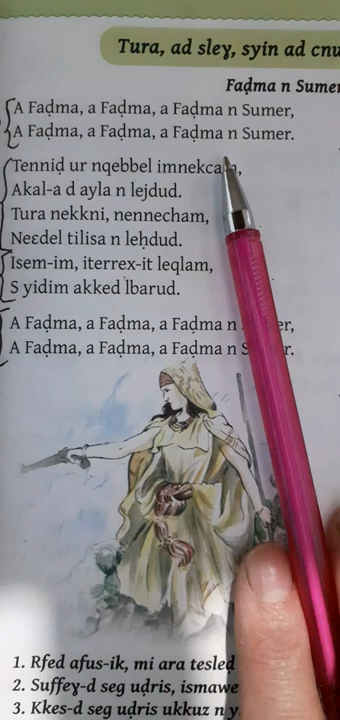 Tura, ad sleɣ, syin ad cnu
Faḍma n Sumer
A Faḍma, a Faḍma, a Faḍma n Sumer,
A Faḍma, a Faḍma, a Faḍma n Sumer.
Tenniḍ ur nqebbel
Akal-a d ayla n lejdud.
Tura nekkni, nennecham,
Neεdel tilisa n leḥdud.
Isem-im, iterrex-it leqlam,
S yidim akked lbarud.
A Faḍma, a Faḍma, a Faḍma n
A Faḍma, a Faḍma, a Faḍma n
1. Rfed afus-ik, mi ara tesleḍ
2. Suffeɣ-d seg uḍris, ismawe
3. Kkes-d seg uḍris ukkuz n y